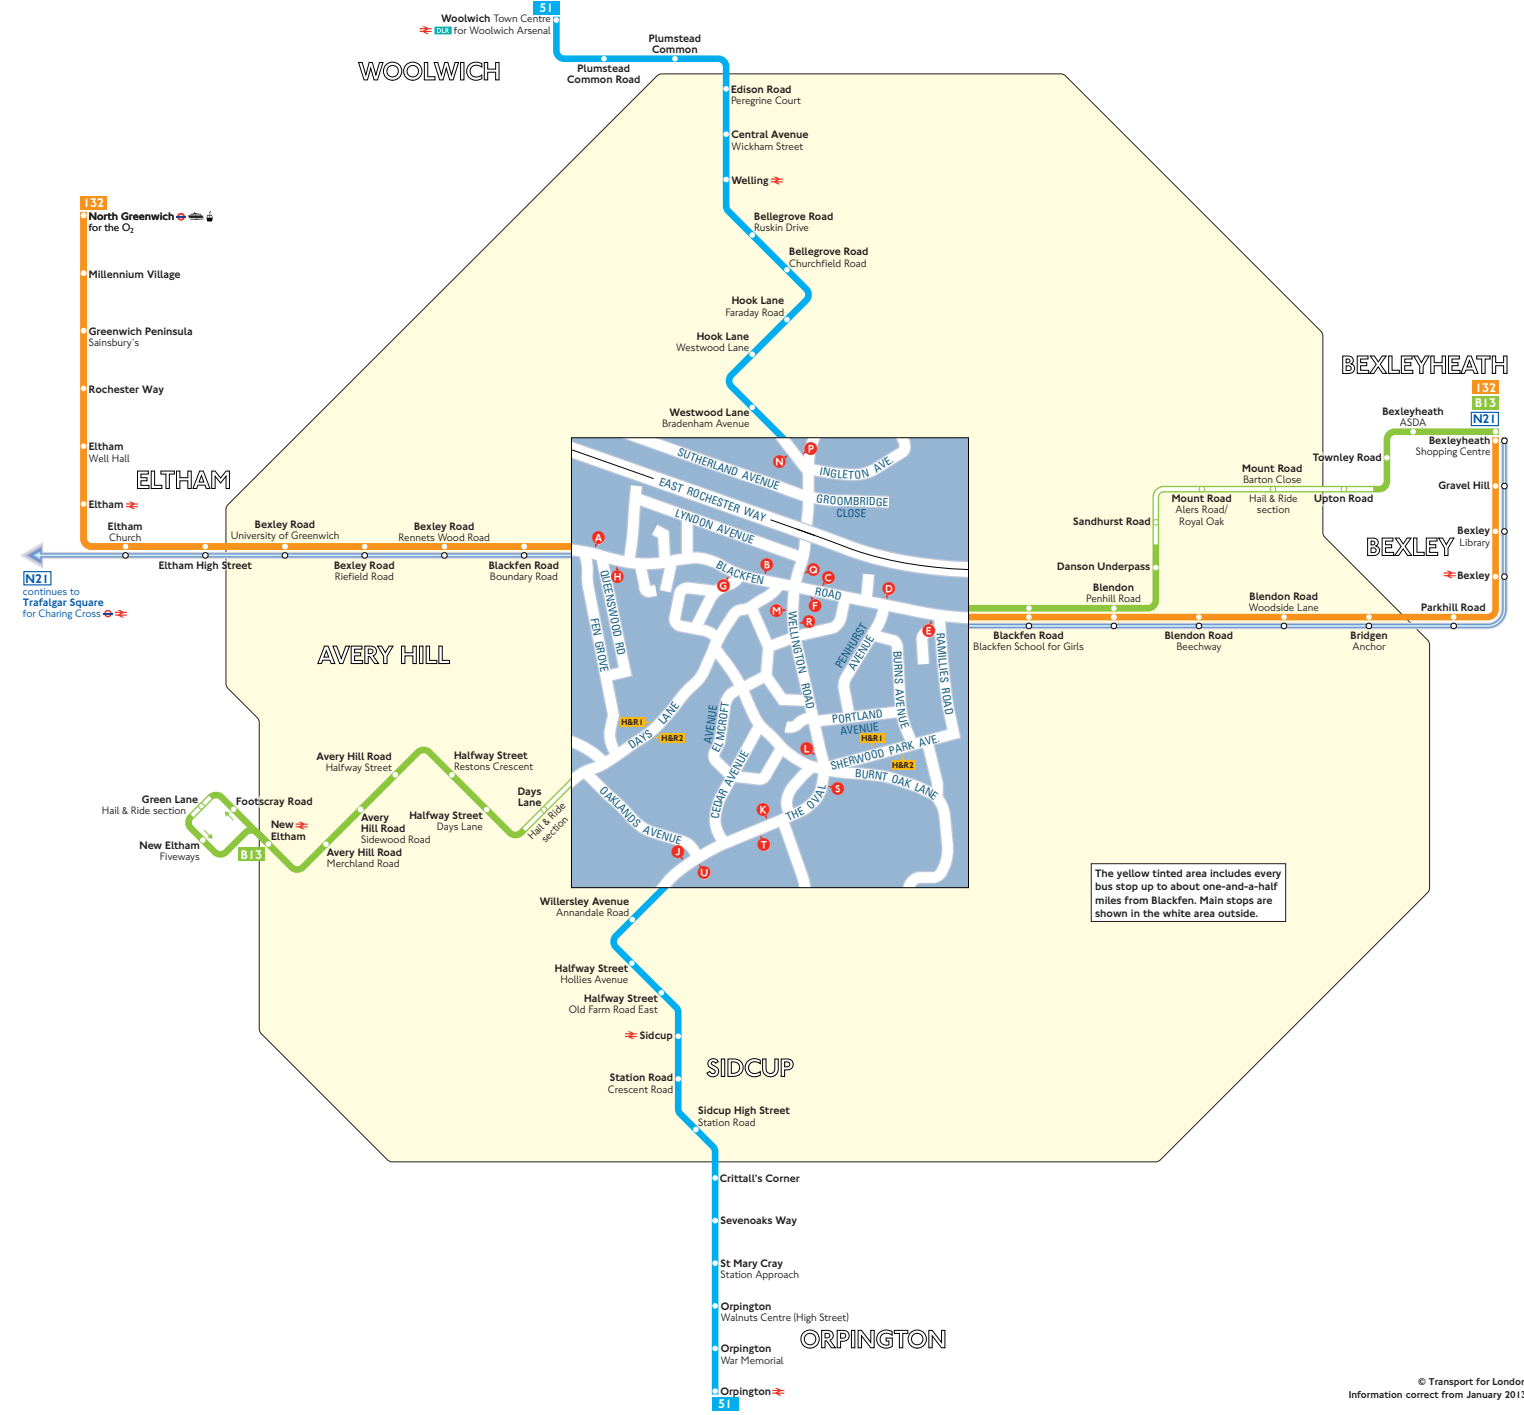 51
Woolwich Town Centre
DLR for Woolwich Arsenal
Plumstead
Common
Plumstead
Common Road
WOOLWICH
Edison Road
Peregrine Court
Central Avenue
Wickham Street
Welling
Bellegrove Road
Ruskin Drive
Bellegrove Road
Churchfield Road
Hook Lane
Faraday Road
Hook Lane
Westwood Lane
Westwood Lane
Bradenham Avenue
132
North Greenwich
for the O2
Millennium Village
Greenwich Peninsula
Sainsbury's
Rochester Way
Eltham
Well Hall
ELTHAM
Eltham
Eltham
Church
Eltham High Street
Bexley Road
University of Greenwich
Bexley Road
Riefield Road
Bexley Road
Rennets Wood Road
Blackfen Road
Boundary Road
N21
continues to
Trafalgar Square
for Charing Cross
AVERY HILL
BEXLEYHEATH
132
B13
N21
Bexleyheath
ASDA
Bexleyheath
Shopping Centre
Townley Road
Gravel Hill
Mount Road
Barton Close
Mount Road
Alers Road/
Royal Oak
Hail & Ride
section
Upton Road
Sandhurst Road
Bexley
Library
BEXLEY
Bexley
Danson Underpass
Blendon
Penhill Road
Blendon Road
Woodside Lane
Parkhill Road
Blackfen Road
Blackfen School for Girls
Blendon Road
Beechway
Bridgen
Anchor
SUTHERLAND AVENUE
EAST ROCHESTER WAY
LYNDON AVENUE
INGLETON AVE.
GROOMBRIDGE
CLOSE
BLACKFEN
ROAD
QUEENSWOOD RD
FEN GROVE
WELLINGTON ROAD
PENHURST
AVENUE
BURNS AVENUE
RAMILLIES ROAD
PORTLAND
AVENUE
SHERWOOD PARK AVE.
BURNT OAK LANE
DAYS LANE
ELMCROFT
AVENUE
CEDAR AVENUE
THE OVAL
OAKLANDS AVENUE
H&R1
H&R2
H&R1
H&R2
A
B
C
D
E
F
G
H
J
K
L
M
N
P
Q
R
S
T
U
Avery Hill Road
Halfway Street
Halfway Street
Restons Crescent
Green Lane
Hail & Ride section
Footscray Road
New
Eltham
New Eltham
Fiveways
B13
Avery
Hill Road
Sidewood Road
Avery Hill Road
Merchland Road
Halfway Street
Days Lane
Days
Lane
Hail & Ride
section
The yellow tinted area includes every
bus stop up to about one-and-a-half
miles from Blackfen. Main stops are
shown in the white area outside.
Willersley Avenue
Annandale Road
Halfway Street
Hollies Avenue
Halfway Street
Old Farm Road East
Sidcup
SIDCUP
Station Road
Crescent Road
Sidcup High Street
Station Road
Crittall's Corner
Sevenoaks Way
St Mary Cray
Station Approach
Orpington
Walnuts Centre (High Street)
ORPINGTON
Orpington
War Memorial
Orpington
51
© Transport for London
Information correct from January 2013